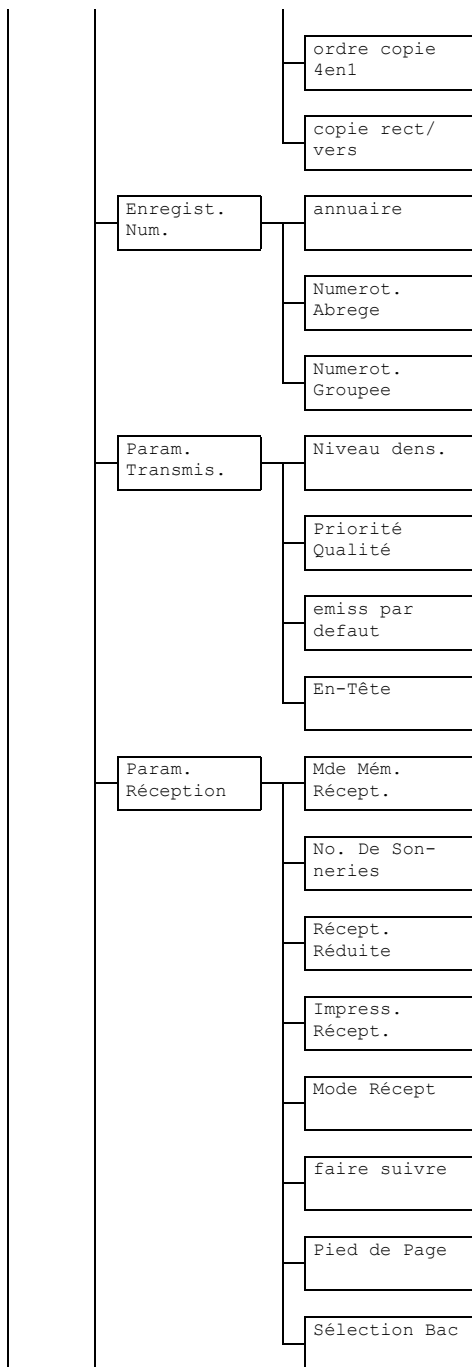 ordre copie
4en1
copie rect/
vers
Enregist.
Num.
annuaire
Numerot.
Abrege
Numerot.
Groupee
Param.
Transmis.
Niveau dens.
Priorité
Qualité
emiss par
defaut
En-Tête
Param.
Réception
Mde Mém.
Récept.
No. De Son-
neries
Récept.
Réduite
Impress.
Récept.
Mode Récept
faire suivre
Pied de Page
Sélection Bac